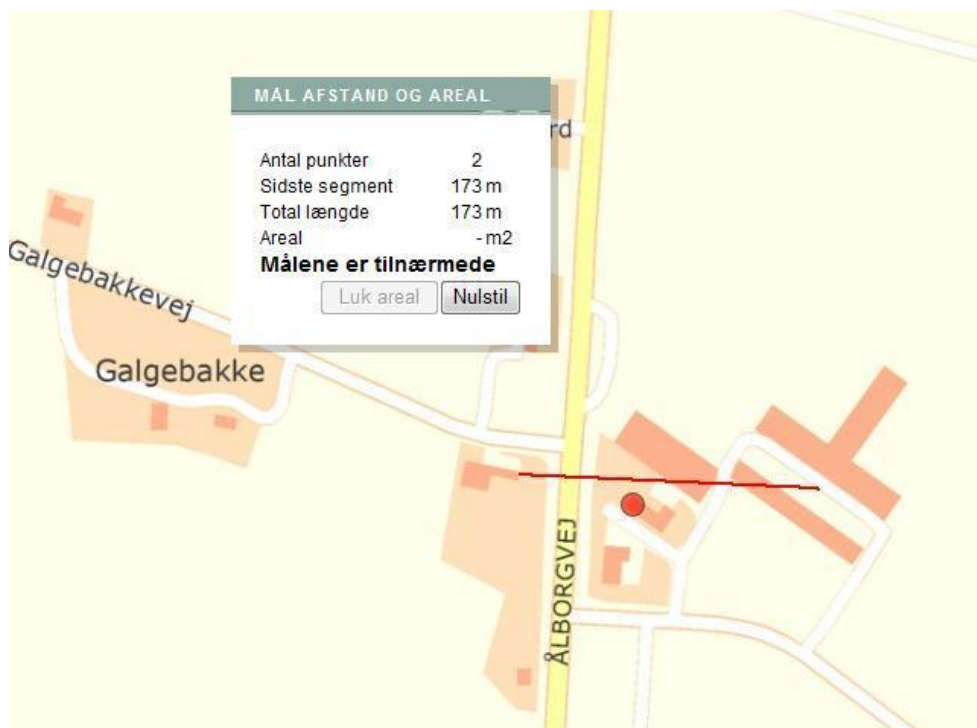 MÅL AFSTAND OG AREAL
rd
Antal punkter 2
Sidste segment 173 m
Total længde 173 m
Areal - m2
Målene er tilnærmede
Luk areal Nulstil
Galgebakkevej
Galgebakke
ÅLBORGVEJ